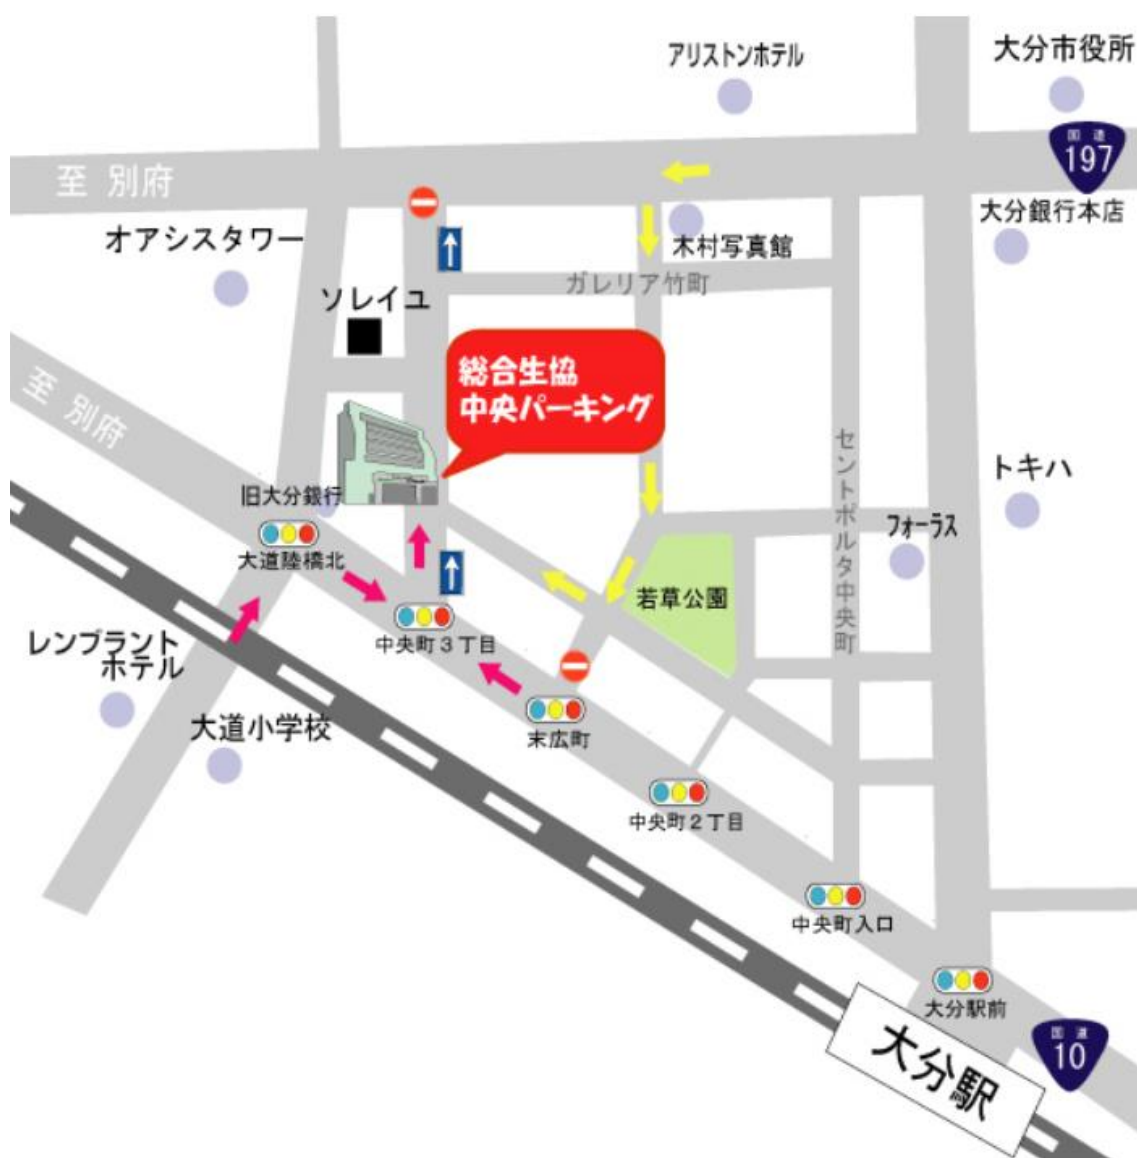 アリストンホテル
大分市役所
国道
197
至 別府
大分銀行本店
オアシスタワー
木村写真館
ガレリア竹町
ソレイユ
総合生協
中央パーキング
至 別府
セントポルタ中央町
トキハ
旧大分銀行
フォーラス
大道陸橋北
若草公園
中央町3丁目
レンブラント
ホテル
大道小学校
末広町
中央町2丁目
中央町入口
大分駅前
国道
10
大分駅